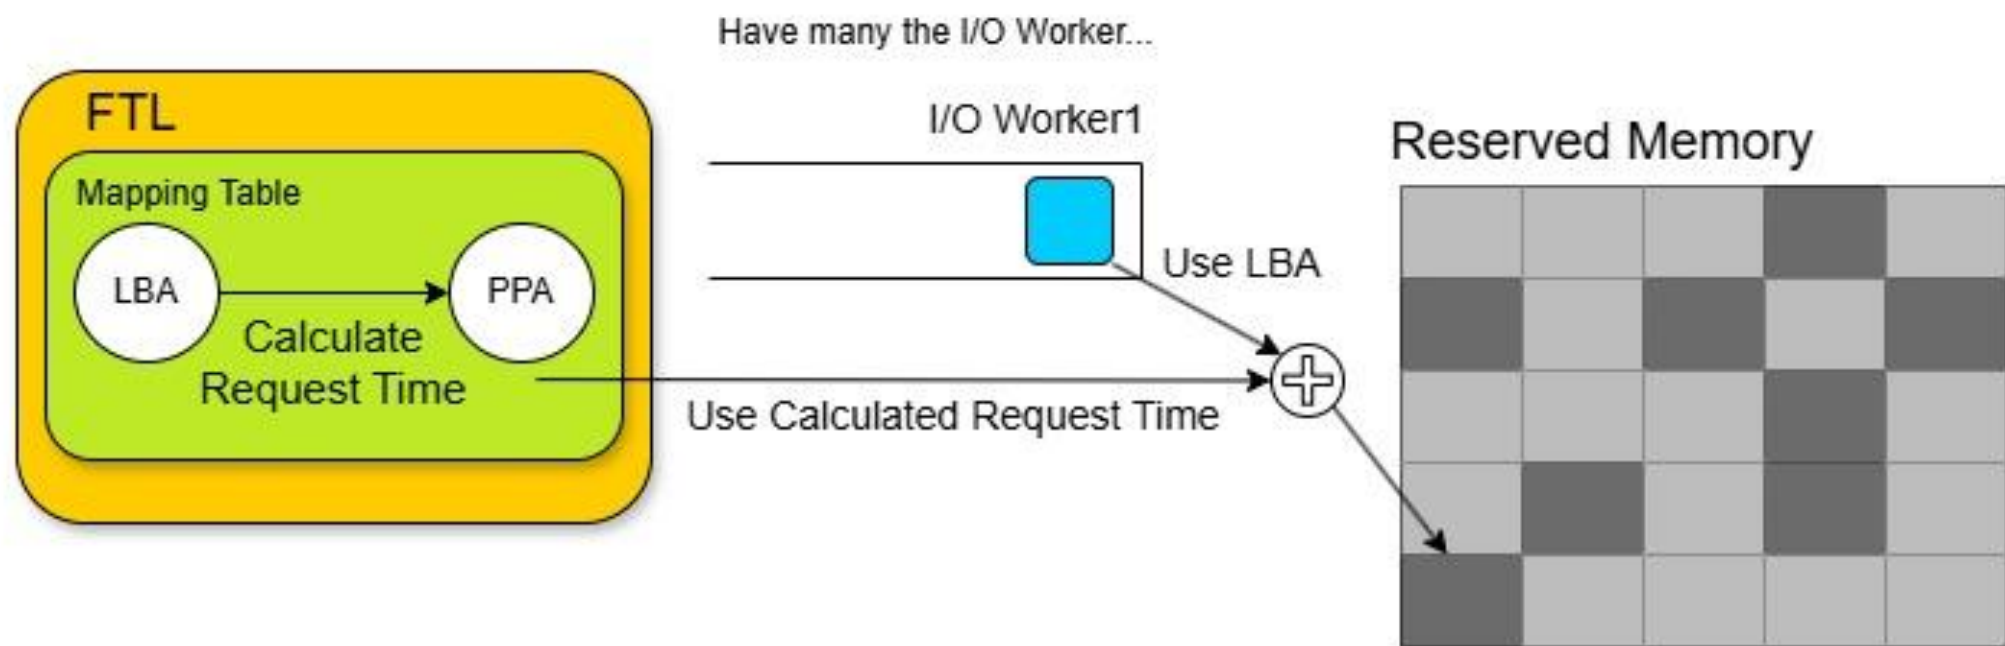 Have many the I/O Worker...
FTL
I/O Worker1
Reserved Memory
Mapping Table
LBA
PPA
Use LBA
Calculate
Request Time
Use Calculated Request Time